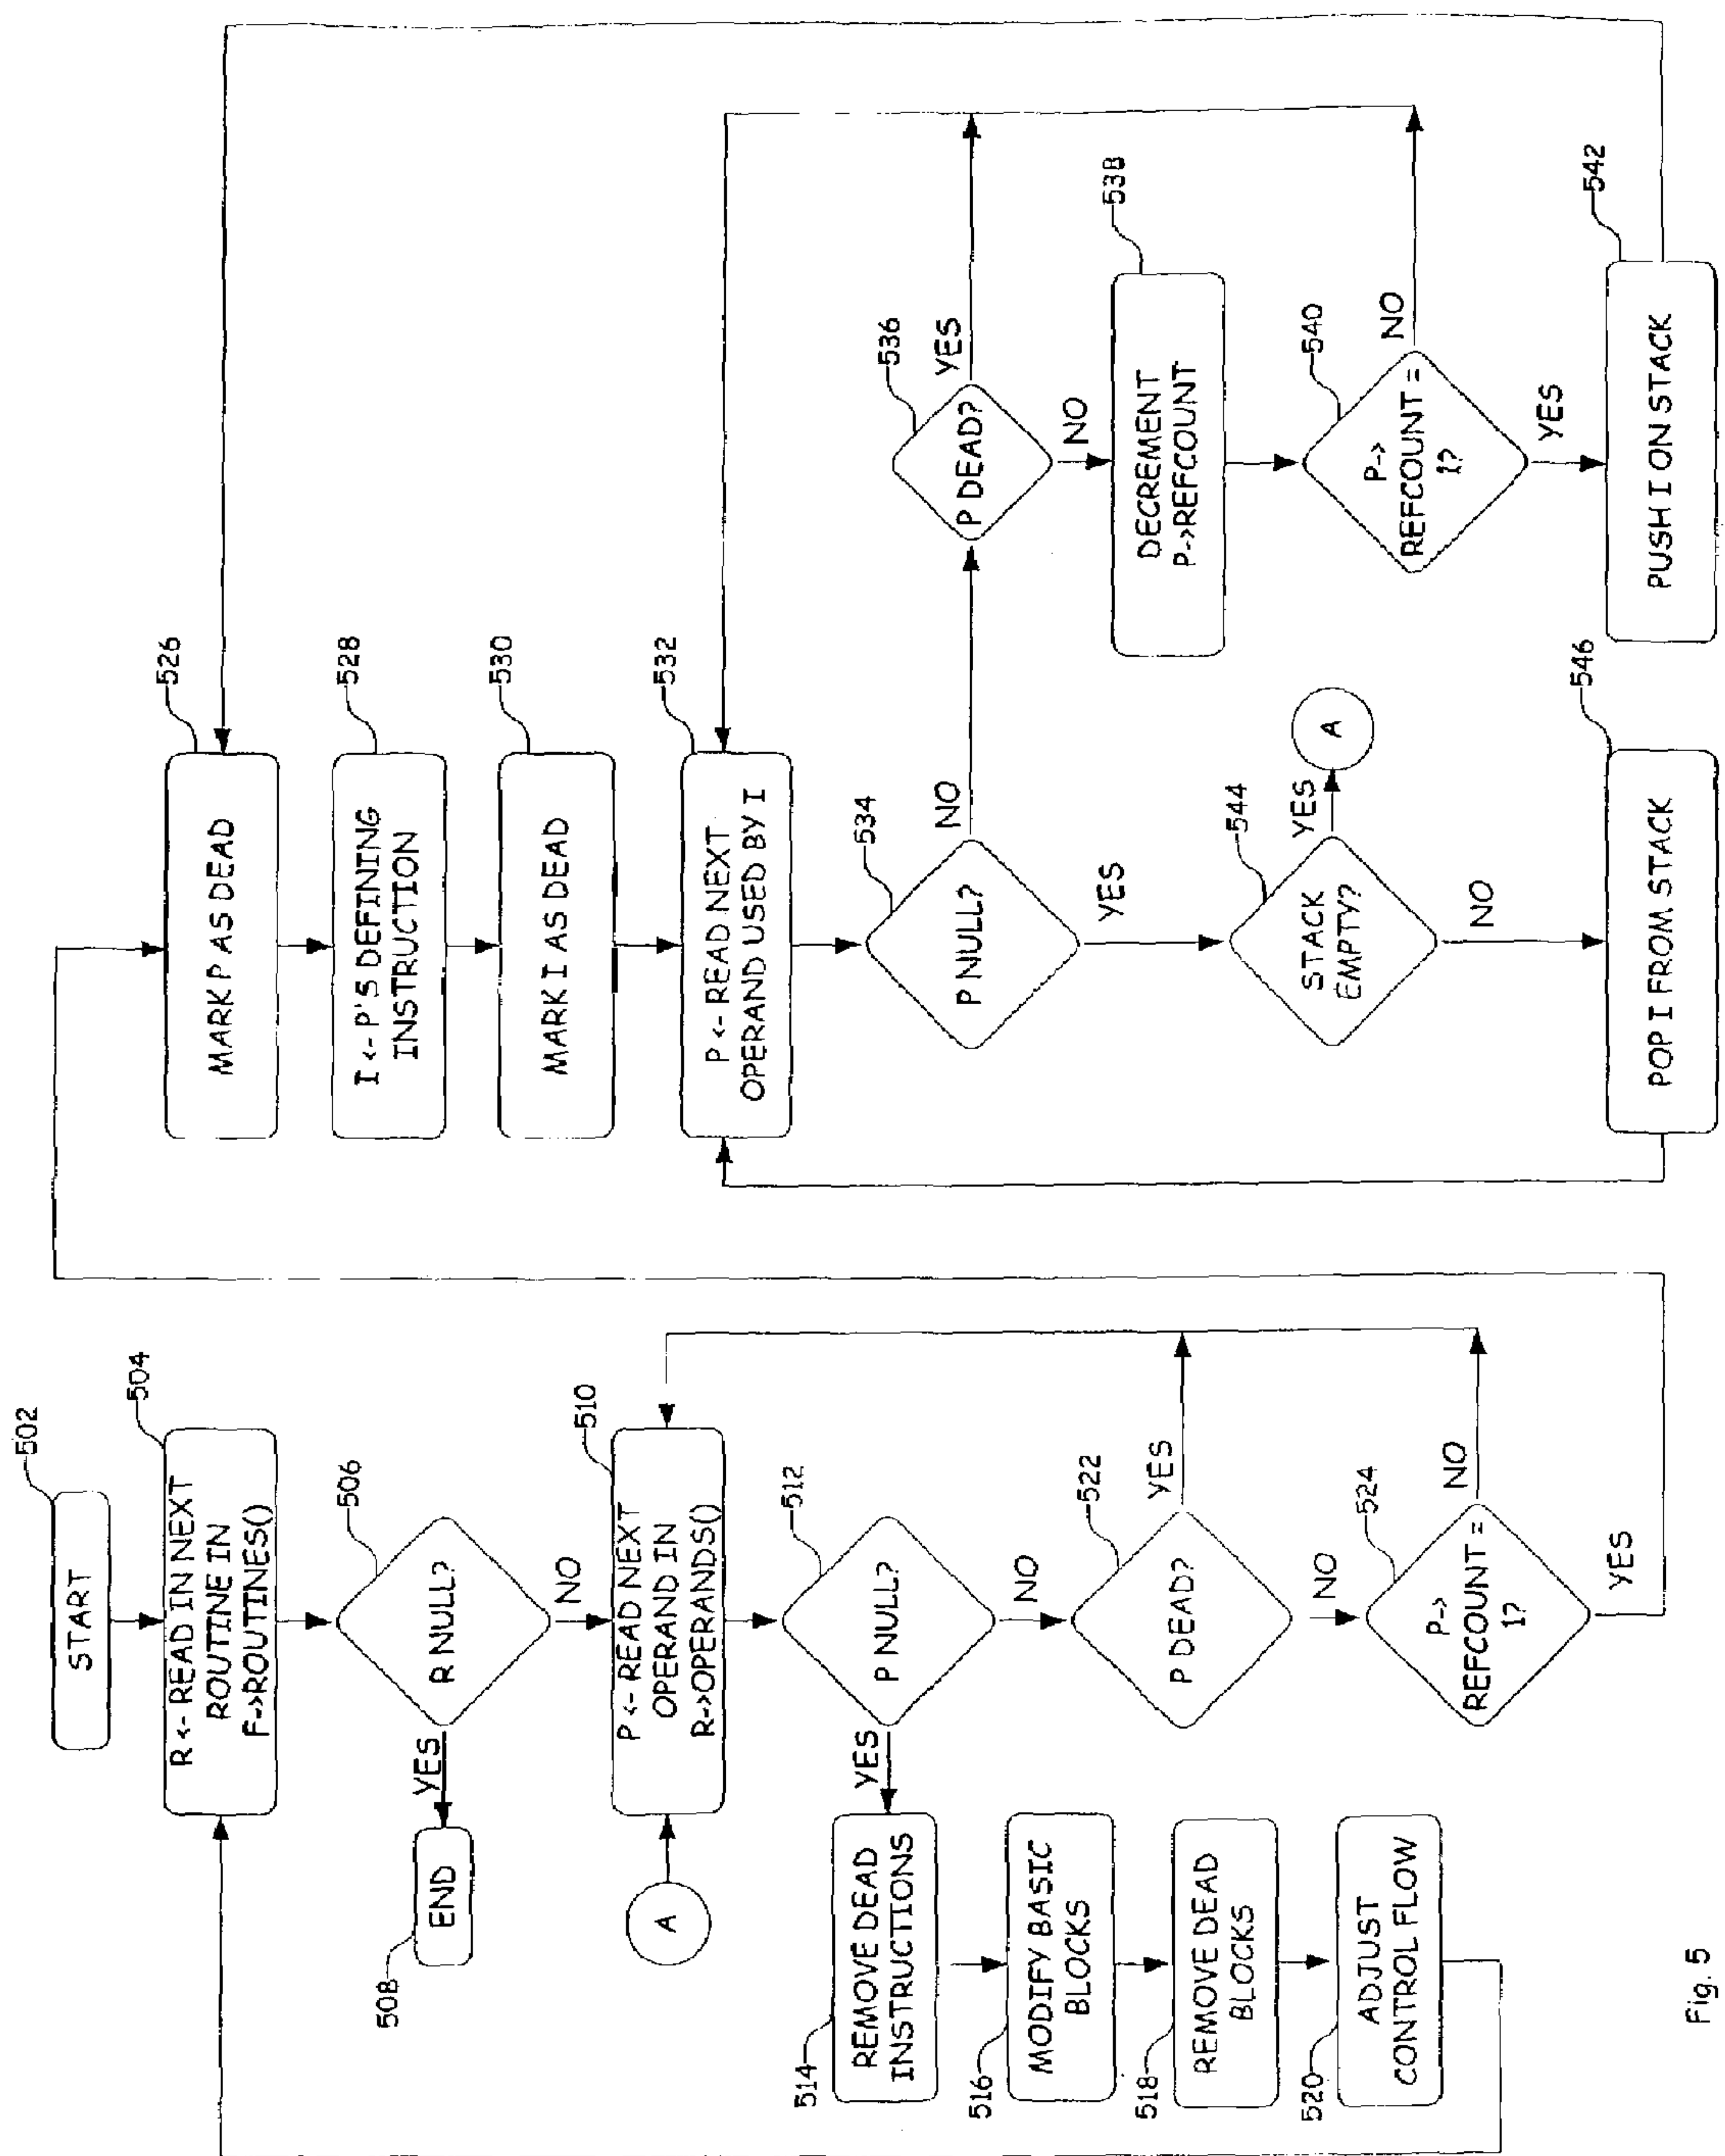 START
502
R <- READ IN NEXT
ROUTINE IN
F->ROUTINES()
504
R NULL?
506
YES
NO
END
508
P <- READ NEXT
OPERAND IN
R->OPERANDS()
510
A
P NULL?
512
YES
NO
REMOVE DEAD
INSTRUCTIONS
514
MODIFY BASIC
BLOCKS
516
REMOVE DEAD
BLOCKS
518
ADJUST
CONTROL FLOW
520
P DEAD?
522
YES
NO
P->
REFCOUNT =
1?
524
NO
YES
MARK P AS DEAD
526
I <- P'S DEFINING
INSTRUCTION
528
MARK I AS DEAD
530
P <- READ NEXT
OPERAND USED BY I
532
P NULL?
534
NO
YES
P DEAD?
536
YES
NO
DECREMENT
P->REFCOUNT
538
P->
REFCOUNT =
1?
540
NO
YES
PUSH I ON STACK
542
STACK
EMPTY?
544
YES
A
NO
POP I FROM STACK
546
Fig. 5